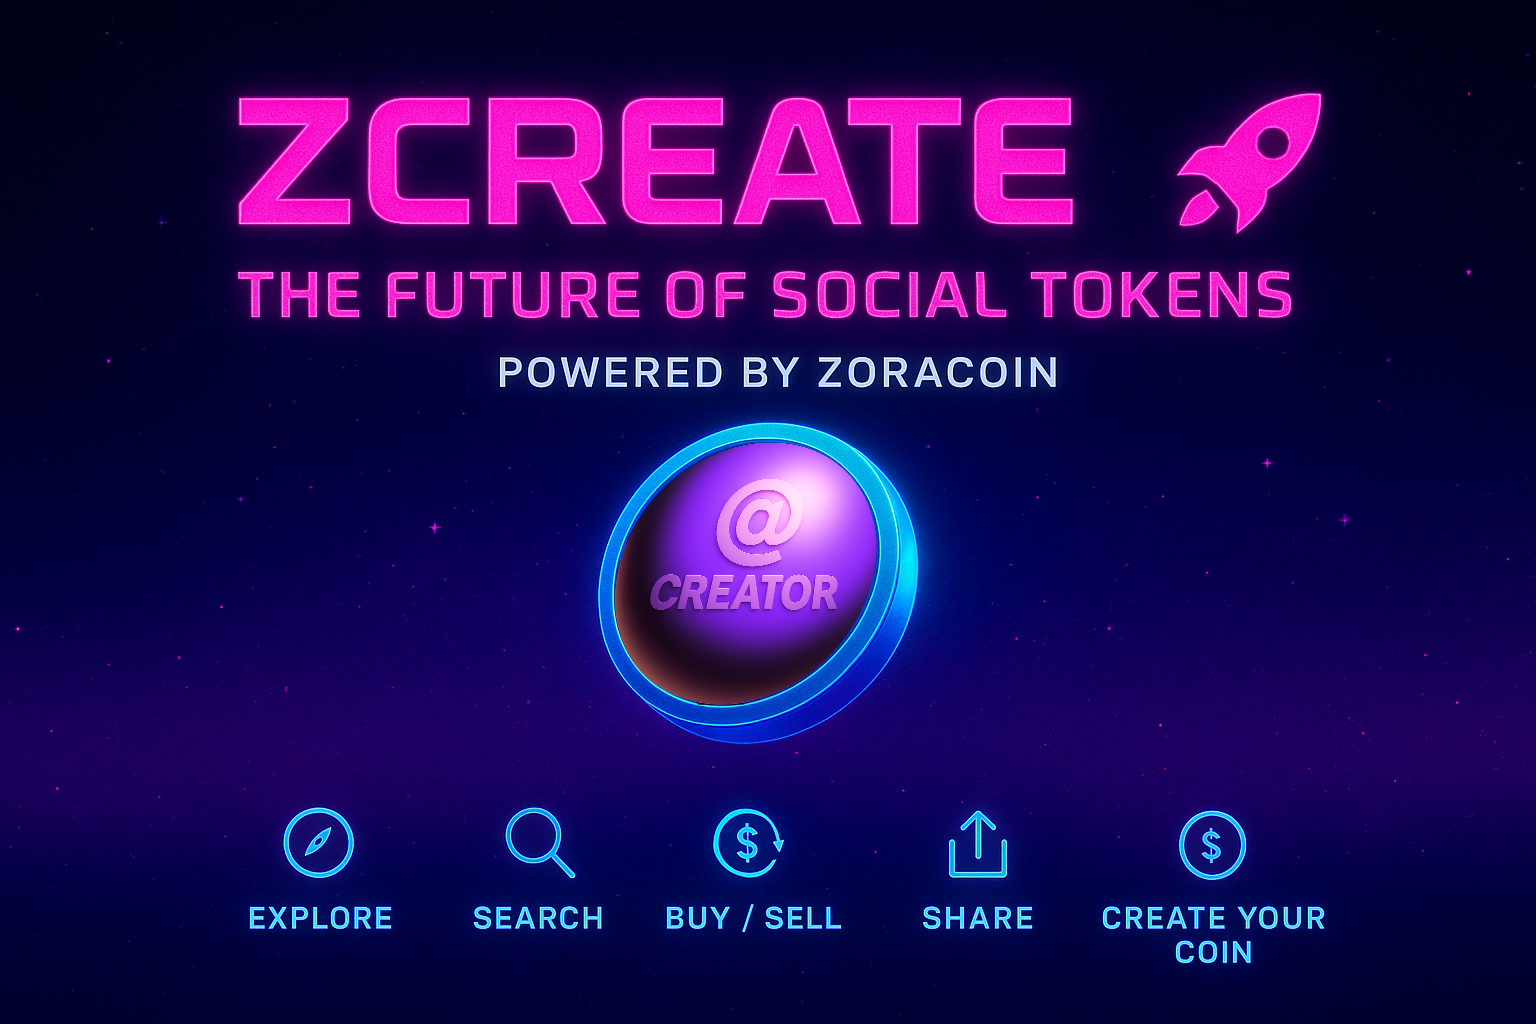 ZCREATE
THE FUTURE OF SOCIAL TOKENS
POWERED BY ZORACOIN
@
CREATOR
EXPLORE
SEARCH
BUY / SELL
SHARE
CREATE YOUR
COIN